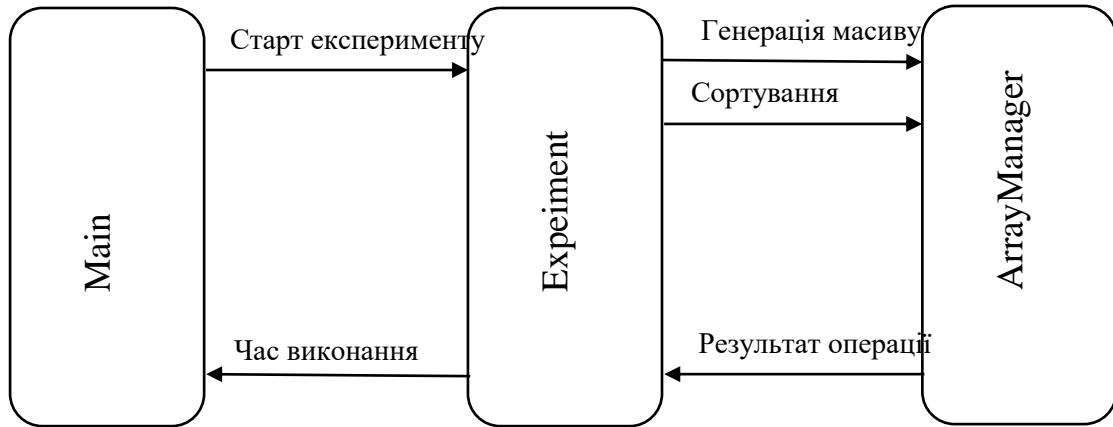 Старт експерименту
Генерація масиву
Сортування
Main
Expeiment
ArrayManager
Час виконання
Результат операції